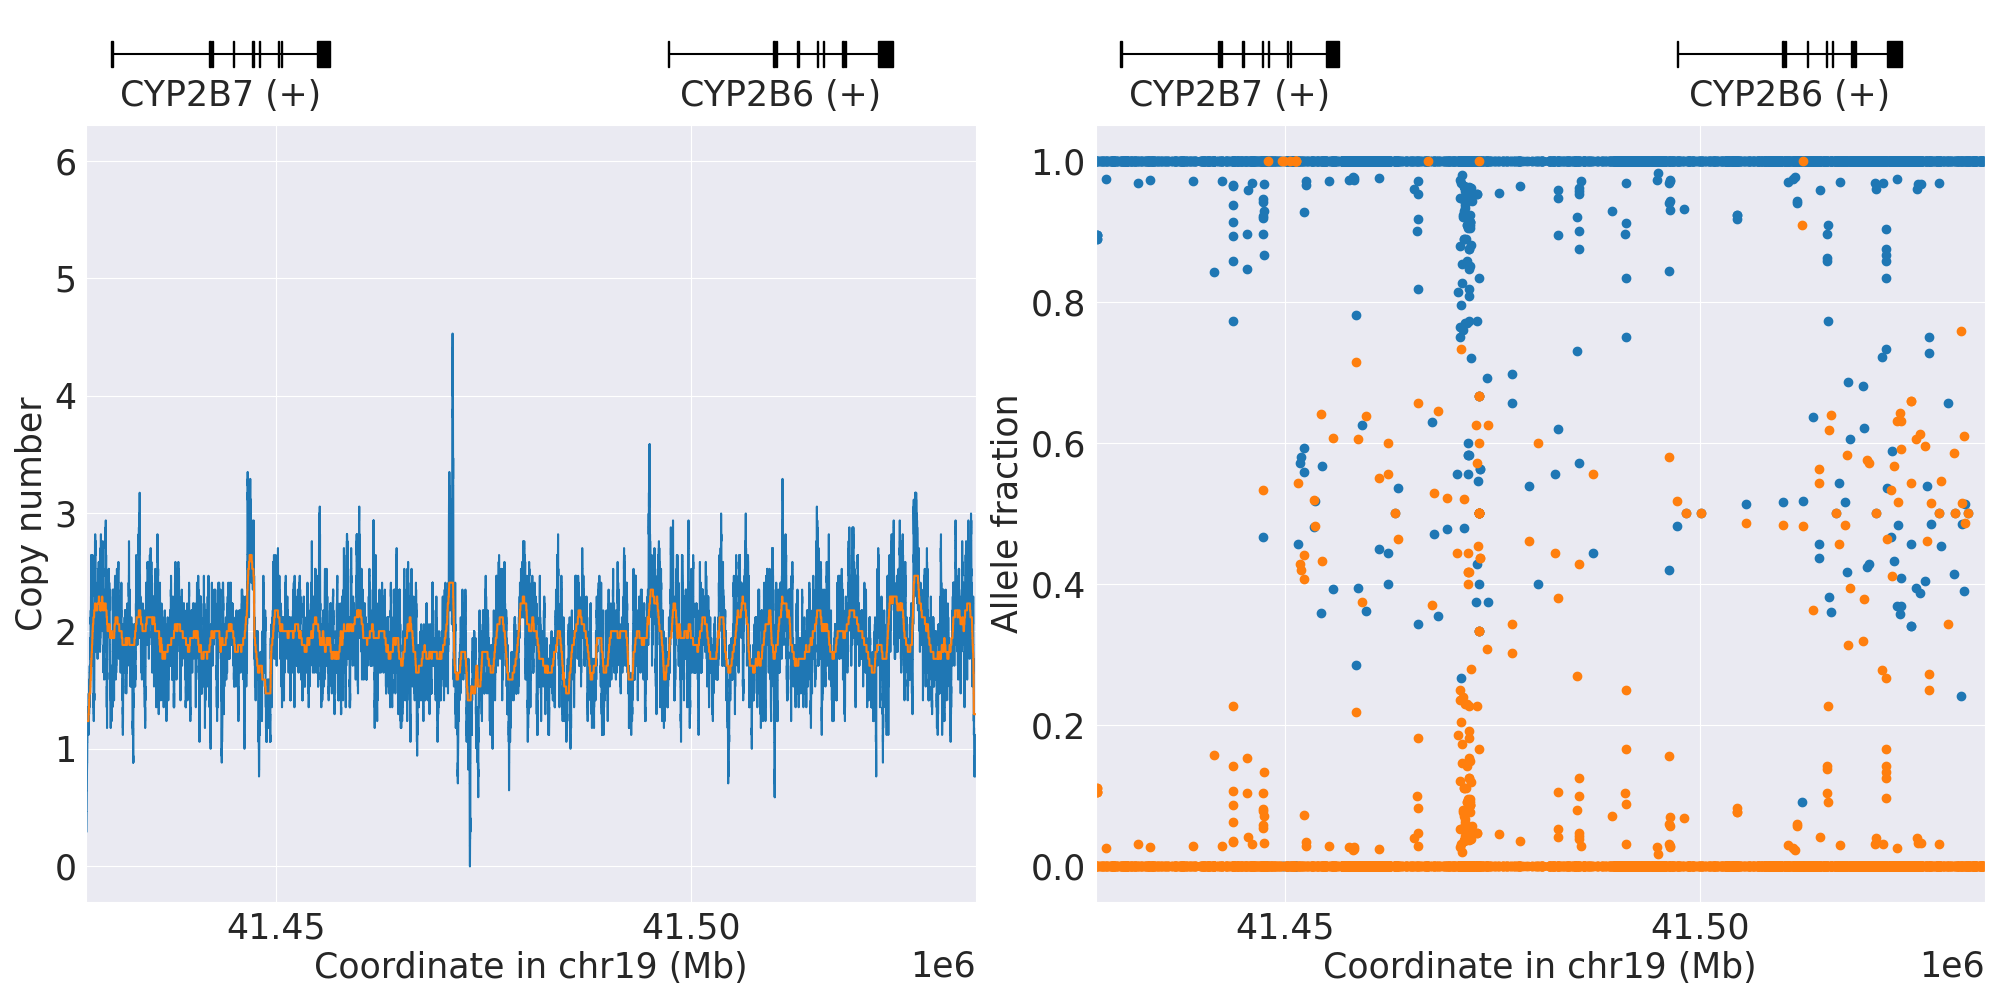 CYP2B7 (+)
CYP2B6 (+)
Copy number
6
5
4
3
2
1
0
41.45
41.50
Coordinate in chr19 (Mb)
1e6
CYP2B7 (+)
CYP2B6 (+)
Allele fraction
1.0
0.8
0.6
0.4
0.2
0.0
41.45
41.50
Coordinate in chr19 (Mb)
1e6